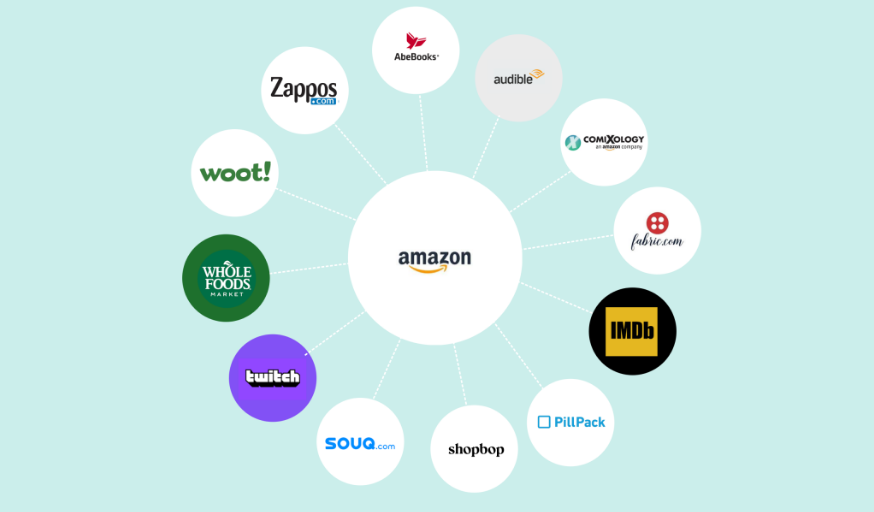 AbeBooks®
audible
Zappos
.com
COMIXOLOGY
an amazon company
woot!
fabric.com
amazon
WHOLE
FOODS
MARKET
IMDb
twitch
PillPack
SOUQ.com
shopbop